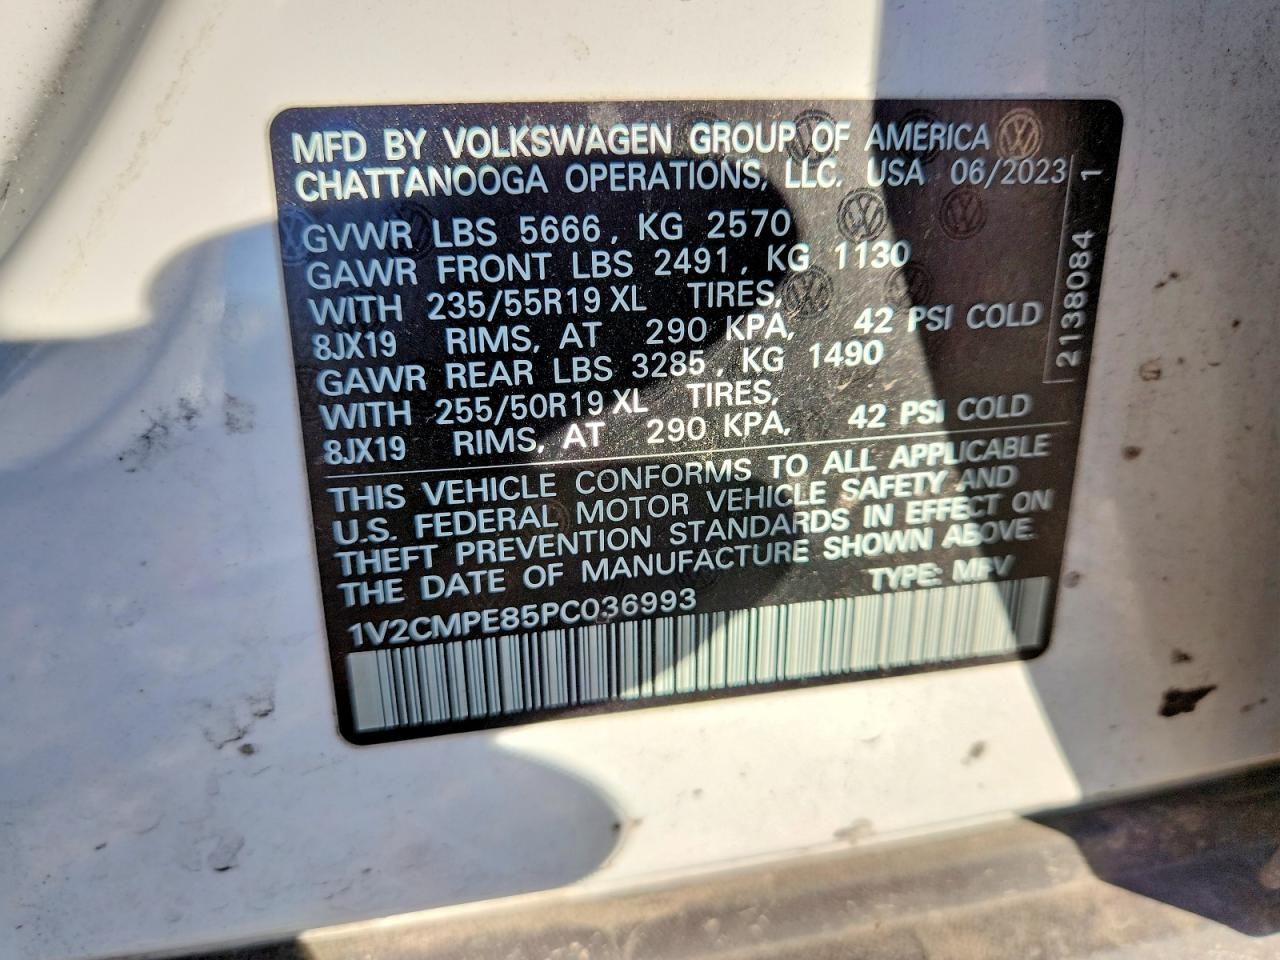 MFD BY VOLKSWAGEN GROUP OF AMERICA
CHATTANOOGA OPERATIONS, LLC. USA 06/2023
GVWR LBS 5666, KG 2570
GAWR FRONT LBS 2491, KG 1130
WITH 235/55R19 XL TIRES,
8JX19 RIMS, AT 290 KPA, 42 PSI COLD
GAWR REAR LBS 3285, KG 1490
WITH 255/50R19 XL TIRES,
8JX19 RIMS, AT 290 KPA, 42 PSI COLD
THIS VEHICLE CONFORMS TO ALL APPLICABLE
U.S. FEDERAL MOTOR VEHICLE SAFETY AND
THEFT PREVENTION STANDARDS IN EFFECT ON
THE DATE OF MANUFACTURE SHOWN ABOVE.
TYPE: MPV
1V2CMPE85PC036993
2138084 1